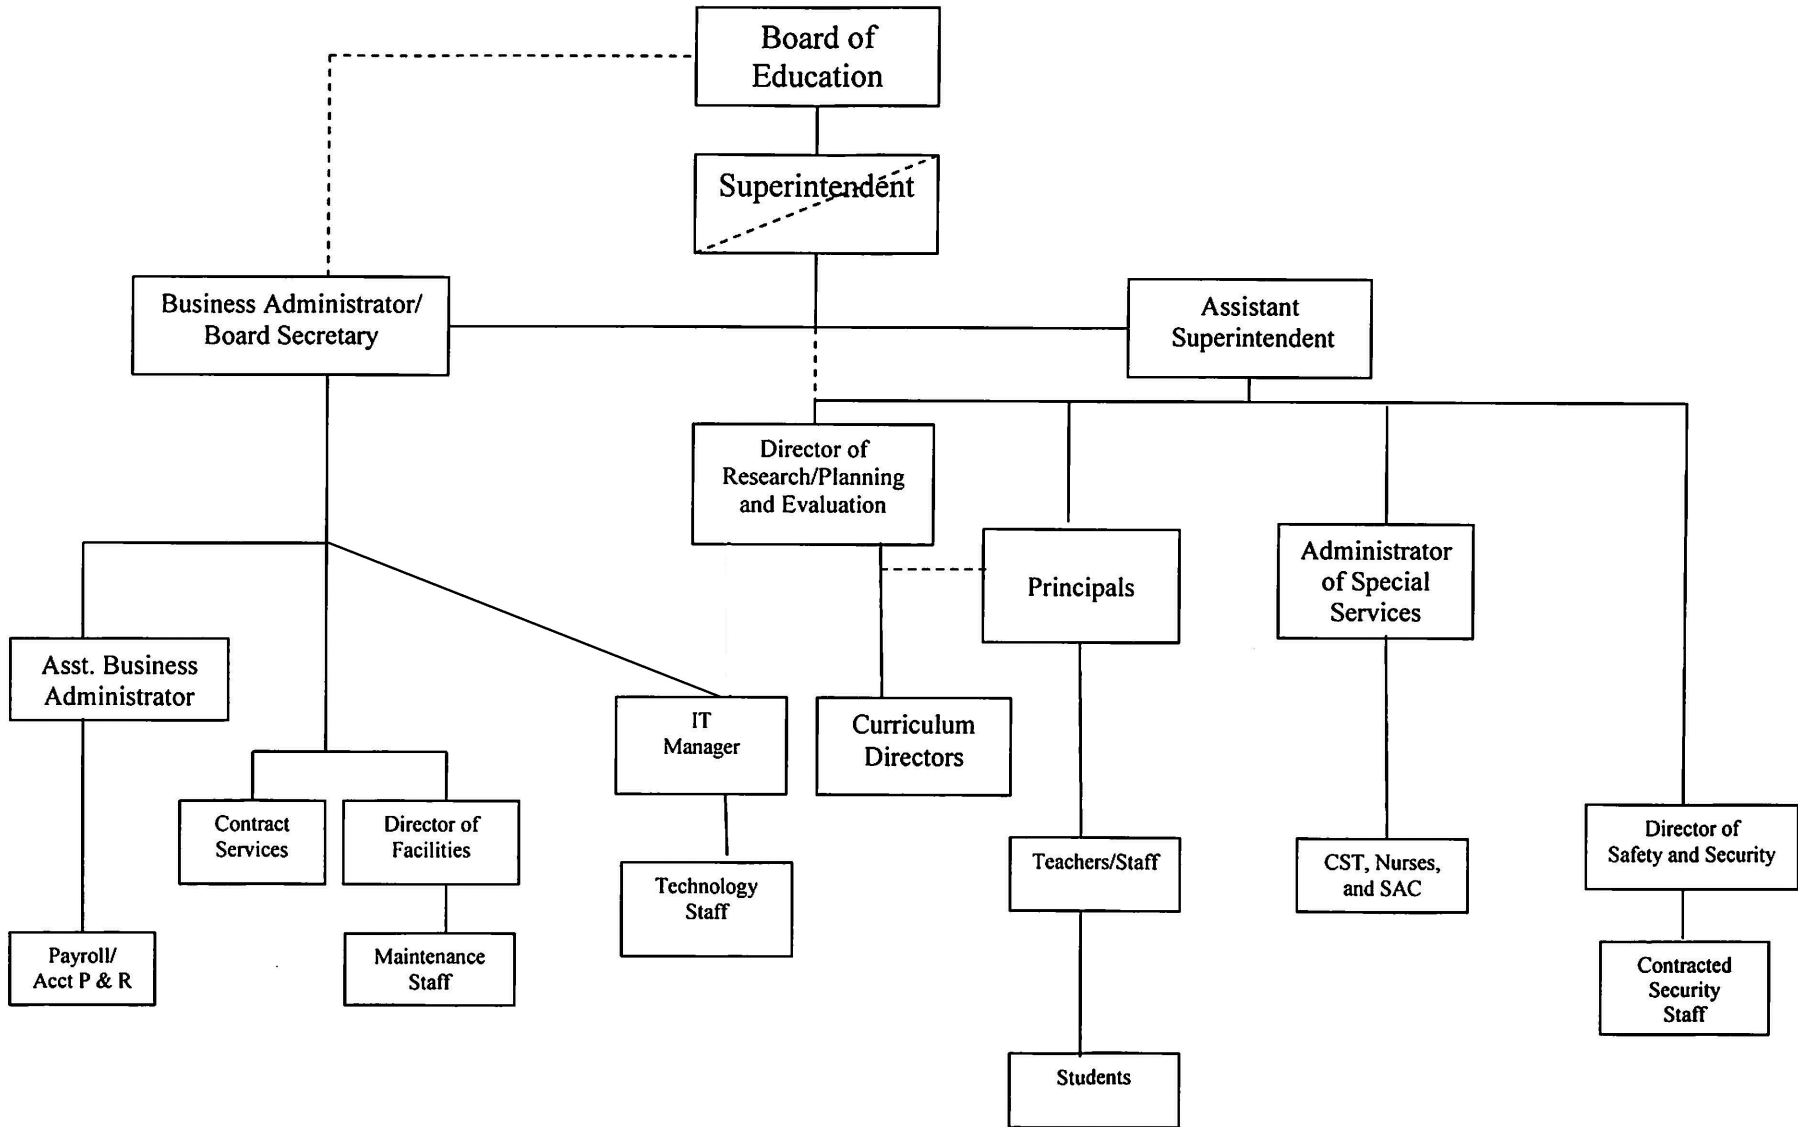 Board of
Education
Superintendent
Business Administrator/
Board Secretary
Assistant
Superintendent
Director of
Research/Planning
and Evaluation
Principals
Administrator
of Special
Services
Asst. Business
Administrator
IT
Manager
Curriculum
Directors
Contract
Services
Director of
Facilities
Technology
Staff
Teachers/Staff
CST, Nurses,
and SAC
Director of
Safety and Security
Payroll/
Acct P & R
Maintenance
Staff
Contracted
Security
Staff
Students